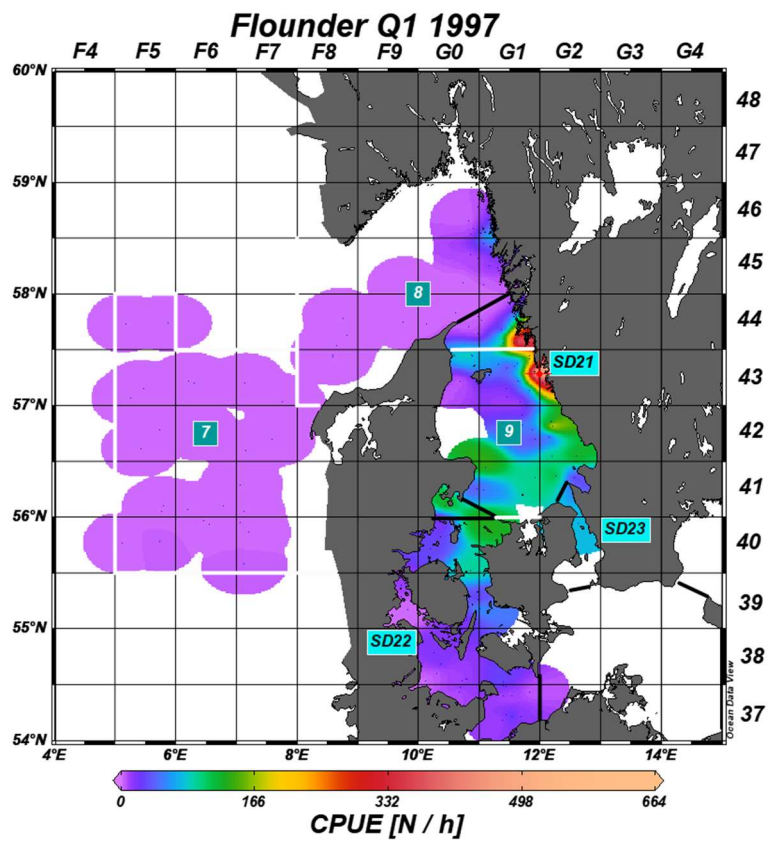 Flounder Q1 1997
F4 F5 F6 F7 F8 F9 G0 G1 G2 G3 G4
60°N
48
47
59°N
46
45
58°N
8
44
SD21
43
57°N
7
9
42
41
56°N
SD23
40
39
55°N
SD22
38
37
Ocean Data View
54°N
4°E 6°E 8°E 10°E 12°E 14°E
0 166 332 498 664
CPUE [N / h]